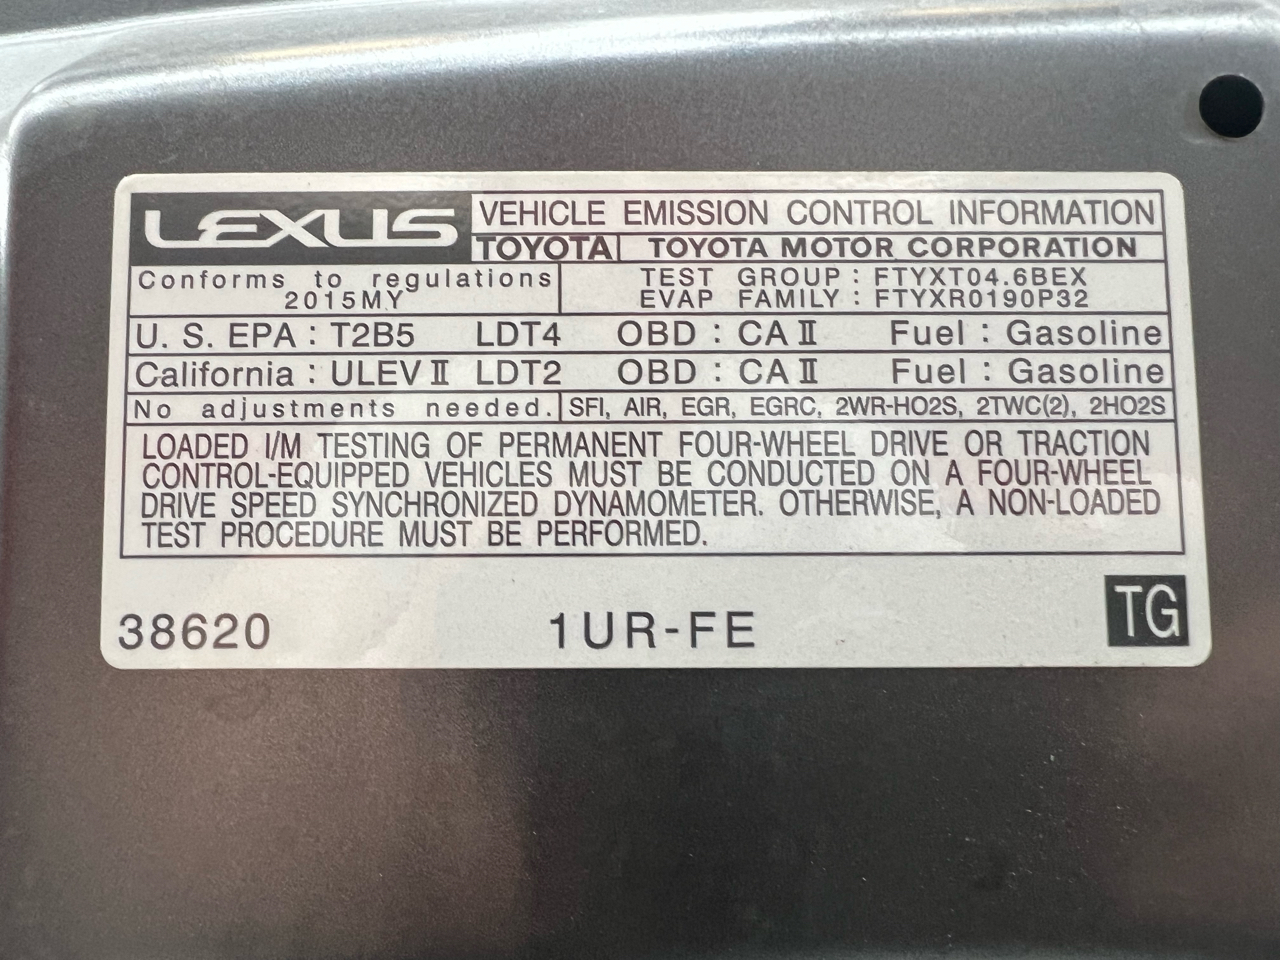 LEXUS VEHICLE EMISSION CONTROL INFORMATION
TOYOTA TOYOTA MOTOR CORPORATION
Conforms to regulations
2015MY
TEST GROUP : FTYXT04.6BEX
EVAP FAMILY : FTYXR0190P32
U. S. EPA : T2B5 LDT4 OBD : CA II Fuel : Gasoline
California : ULEV II LDT2 OBD : CA II Fuel : Gasoline
No adjustments needed. SFI, AIR, EGR, EGRC, 2WR-HO2S, 2TWC(2), 2HO2S
LOADED I/M TESTING OF PERMANENT FOUR-WHEEL DRIVE OR TRACTION
CONTROL-EQUIPPED VEHICLES MUST BE CONDUCTED ON A FOUR-WHEEL
DRIVE SPEED SYNCHRONIZED DYNAMOMETER. OTHERWISE, A NON-LOADED
TEST PROCEDURE MUST BE PERFORMED.
38620 1UR-FE TG